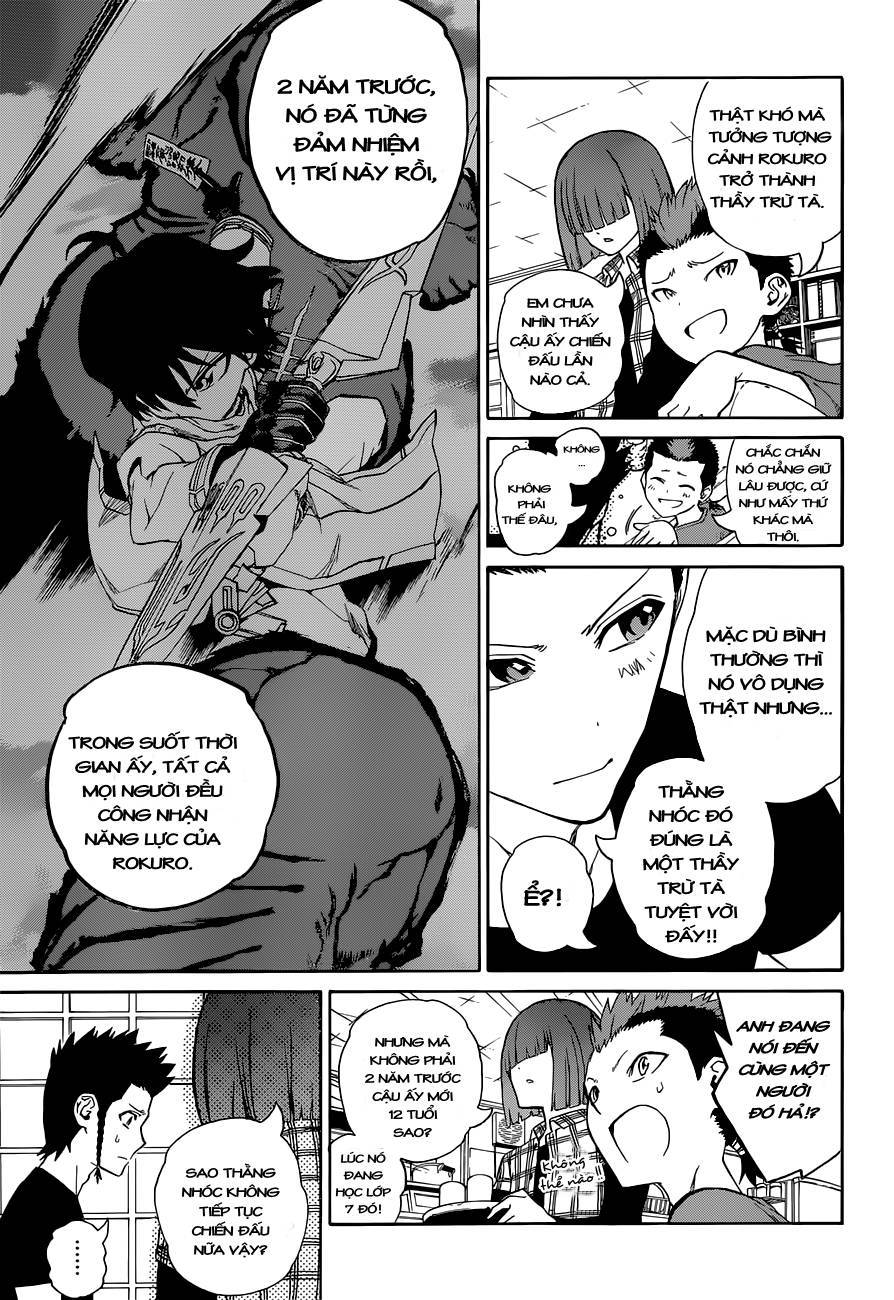 THẬT KHÓ MÀ
TƯỞNG TƯỢNG
CẢNH ROKURO
TRỞ THÀNH
THẦY TRỪ TÀ.
EM CHƯA
NHÌN THẤY
CẬU ẤY CHIẾN
ĐẤU LẦN
NÀO CẢ.
CHẮC CHẮN
NÓ CHẲNG GIỮ
LÂU ĐƯỢC, CỨ
NHƯ MẤY THỨ
KHÁC MÀ
THÔI.
KHÔNG
...
KHÔNG
PHẢI
THẾ ĐÂU,
MẶC DÙ BÌNH
THƯỜNG THÌ
NÓ VÔ DỤNG
THẬT NHƯNG...
THẰNG
NHÓC ĐÓ
ĐÚNG LÀ
MỘT THẦY
TRỪ TÀ
TUYỆT VỜI
ĐẤY!!
Ể?!
2 NĂM TRƯỚC,
NÓ ĐÃ TỪNG
ĐẢM NHIỆM
VỊ TRÍ NÀY RỒI,
TRONG SUỐT THỜI
GIAN ẤY, TẤT CẢ
MỌI NGƯỜI ĐỀU
CÔNG NHẬN
NĂNG LỰC CỦA
ROKURO.
ANH ĐANG
NÓI ĐẾN
CÙNG MỘT
NGƯỜI
ĐÓ HẢ!?
NHƯNG MÀ
KHÔNG PHẢI
2 NĂM TRƯỚC
CẬU ẤY MỚI
12 TUỔI
SAO?
LÚC NÓ
ĐANG
HỌC LỚP
7 ĐÓ!
Không
thể nào!!
SAO THẰNG
NHÓC KHÔNG
TIẾP TỤC
CHIẾN ĐẤU
NỮA VẬY?
......